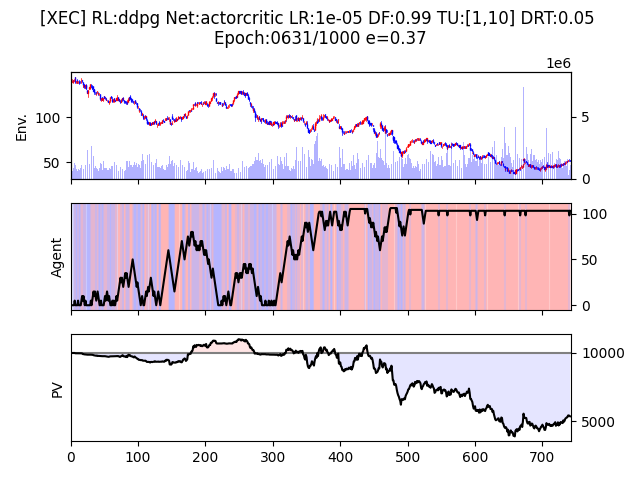 [XEC] RL:ddpg Net:actorcritic LR:1e-05 DF:0.99 TU:[1,10] DRT:0.05
Epoch:0631/1000 e=0.37
1e6
Env.
100
50
5
0
Agent
100
50
0
PV
10000
5000
0 100 200 300 400 500 600 700